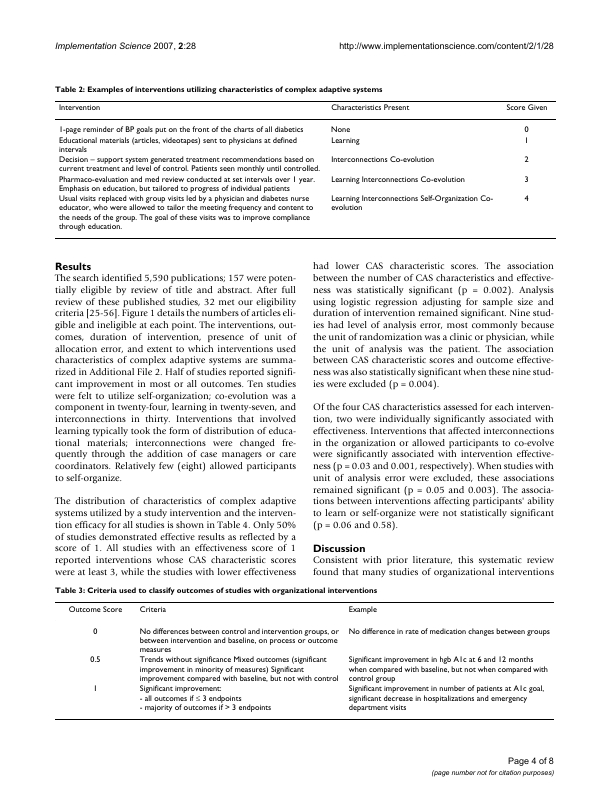 Implementation Science 2007, 2:28
http://www.implementationscience.com/content/2/1/28
Table 2: Examples of interventions utilizing characteristics of complex adaptive systems
Intervention Characteristics Present Score Given
1-page reminder of BP goals put on the front of the charts of all diabetics None 0
Educational materials (articles, videotapes) sent to physicians at defined Learning 1
intervals
Decision – support system generated treatment recommendations based on Interconnections Co-evolution 2
current treatment and level of control. Patients seen monthly until controlled.
Pharmaco-evaluation and med review conducted at set intervals over 1 year. Learning Interconnections Co-evolution 3
Emphasis on education, but tailored to progress of individual patients
Usual visits replaced with group visits led by a physician and diabetes nurse Learning Interconnections Self-Organization Co- 4
educator, who were allowed to tailor the meeting frequency and content to evolution
the needs of the group. The goal of these visits was to improve compliance
through education.
Results
The search identified 5,590 publications; 157 were poten-
tially eligible by review of title and abstract. After full
review of these published studies, 32 met our eligibility
criteria [25-56]. Figure 1 details the numbers of articles eli-
gible and ineligible at each point. The interventions, out-
comes, duration of intervention, presence of unit of
allocation error, and extent to which interventions used
characteristics of complex adaptive systems are summa-
rized in Additional File 2. Half of studies reported signifi-
cant improvement in most or all outcomes. Ten studies
were felt to utilize self-organization; co-evolution was a
component in twenty-four, learning in twenty-seven, and
interconnections in thirty. Interventions that involved
learning typically took the form of distribution of educa-
tional materials; interconnections were changed fre-
quently through the addition of case managers or care
coordinators. Relatively few (eight) allowed participants
to self-organize.
The distribution of characteristics of complex adaptive
systems utilized by a study intervention and the interven-
tion efficacy for all studies is shown in Table 4. Only 50%
of studies demonstrated effective results as reflected by a
score of 1. All studies with an effectiveness score of 1
reported interventions whose CAS characteristic scores
were at least 3, while the studies with lower effectiveness
had lower CAS characteristic scores. The association
between the number of CAS characteristics and effective-
ness was statistically significant (p = 0.002). Analysis
using logistic regression adjusting for sample size and
duration of intervention remained significant. Nine stud-
ies had level of analysis error, most commonly because
the unit of randomization was a clinic or physician, while
the unit of analysis was the patient. The association
between CAS characteristic scores and outcome effective-
ness was also statistically significant when these nine stud-
ies were excluded (p = 0.004).
Of the four CAS characteristics assessed for each interven-
tion, two were individually significantly associated with
effectiveness. Interventions that affected interconnections
in the organization or allowed participants to co-evolve
were significantly associated with intervention effective-
ness (p = 0.03 and 0.001, respectively). When studies with
unit of analysis error were excluded, these associations
remained significant (p = 0.05 and 0.003). The associa-
tions between interventions affecting participants' ability
to learn or self-organize were not statistically significant
(p = 0.06 and 0.58).
Discussion
Consistent with prior literature, this systematic review
found that many studies of organizational interventions
Table 3: Criteria used to classify outcomes of studies with organizational interventions
Outcome Score Criteria Example
0 No differences between control and intervention groups, or No difference in rate of medication changes between groups
between intervention and baseline, on process or outcome
measures
0.5 Trends without significance Mixed outcomes (significant Significant improvement in hgb A1c at 6 and 12 months
improvement in minority of measures) Significant when compared with baseline, but not when compared with
improvement compared with baseline, but not with control control group
1 Significant improvement: Significant improvement in number of patients at A1c goal,
- all outcomes if ≤ 3 endpoints significant decrease in hospitalizations and emergency
- majority of outcomes if > 3 endpoints department visits
Page 4 of 8
(page number not for citation purposes)